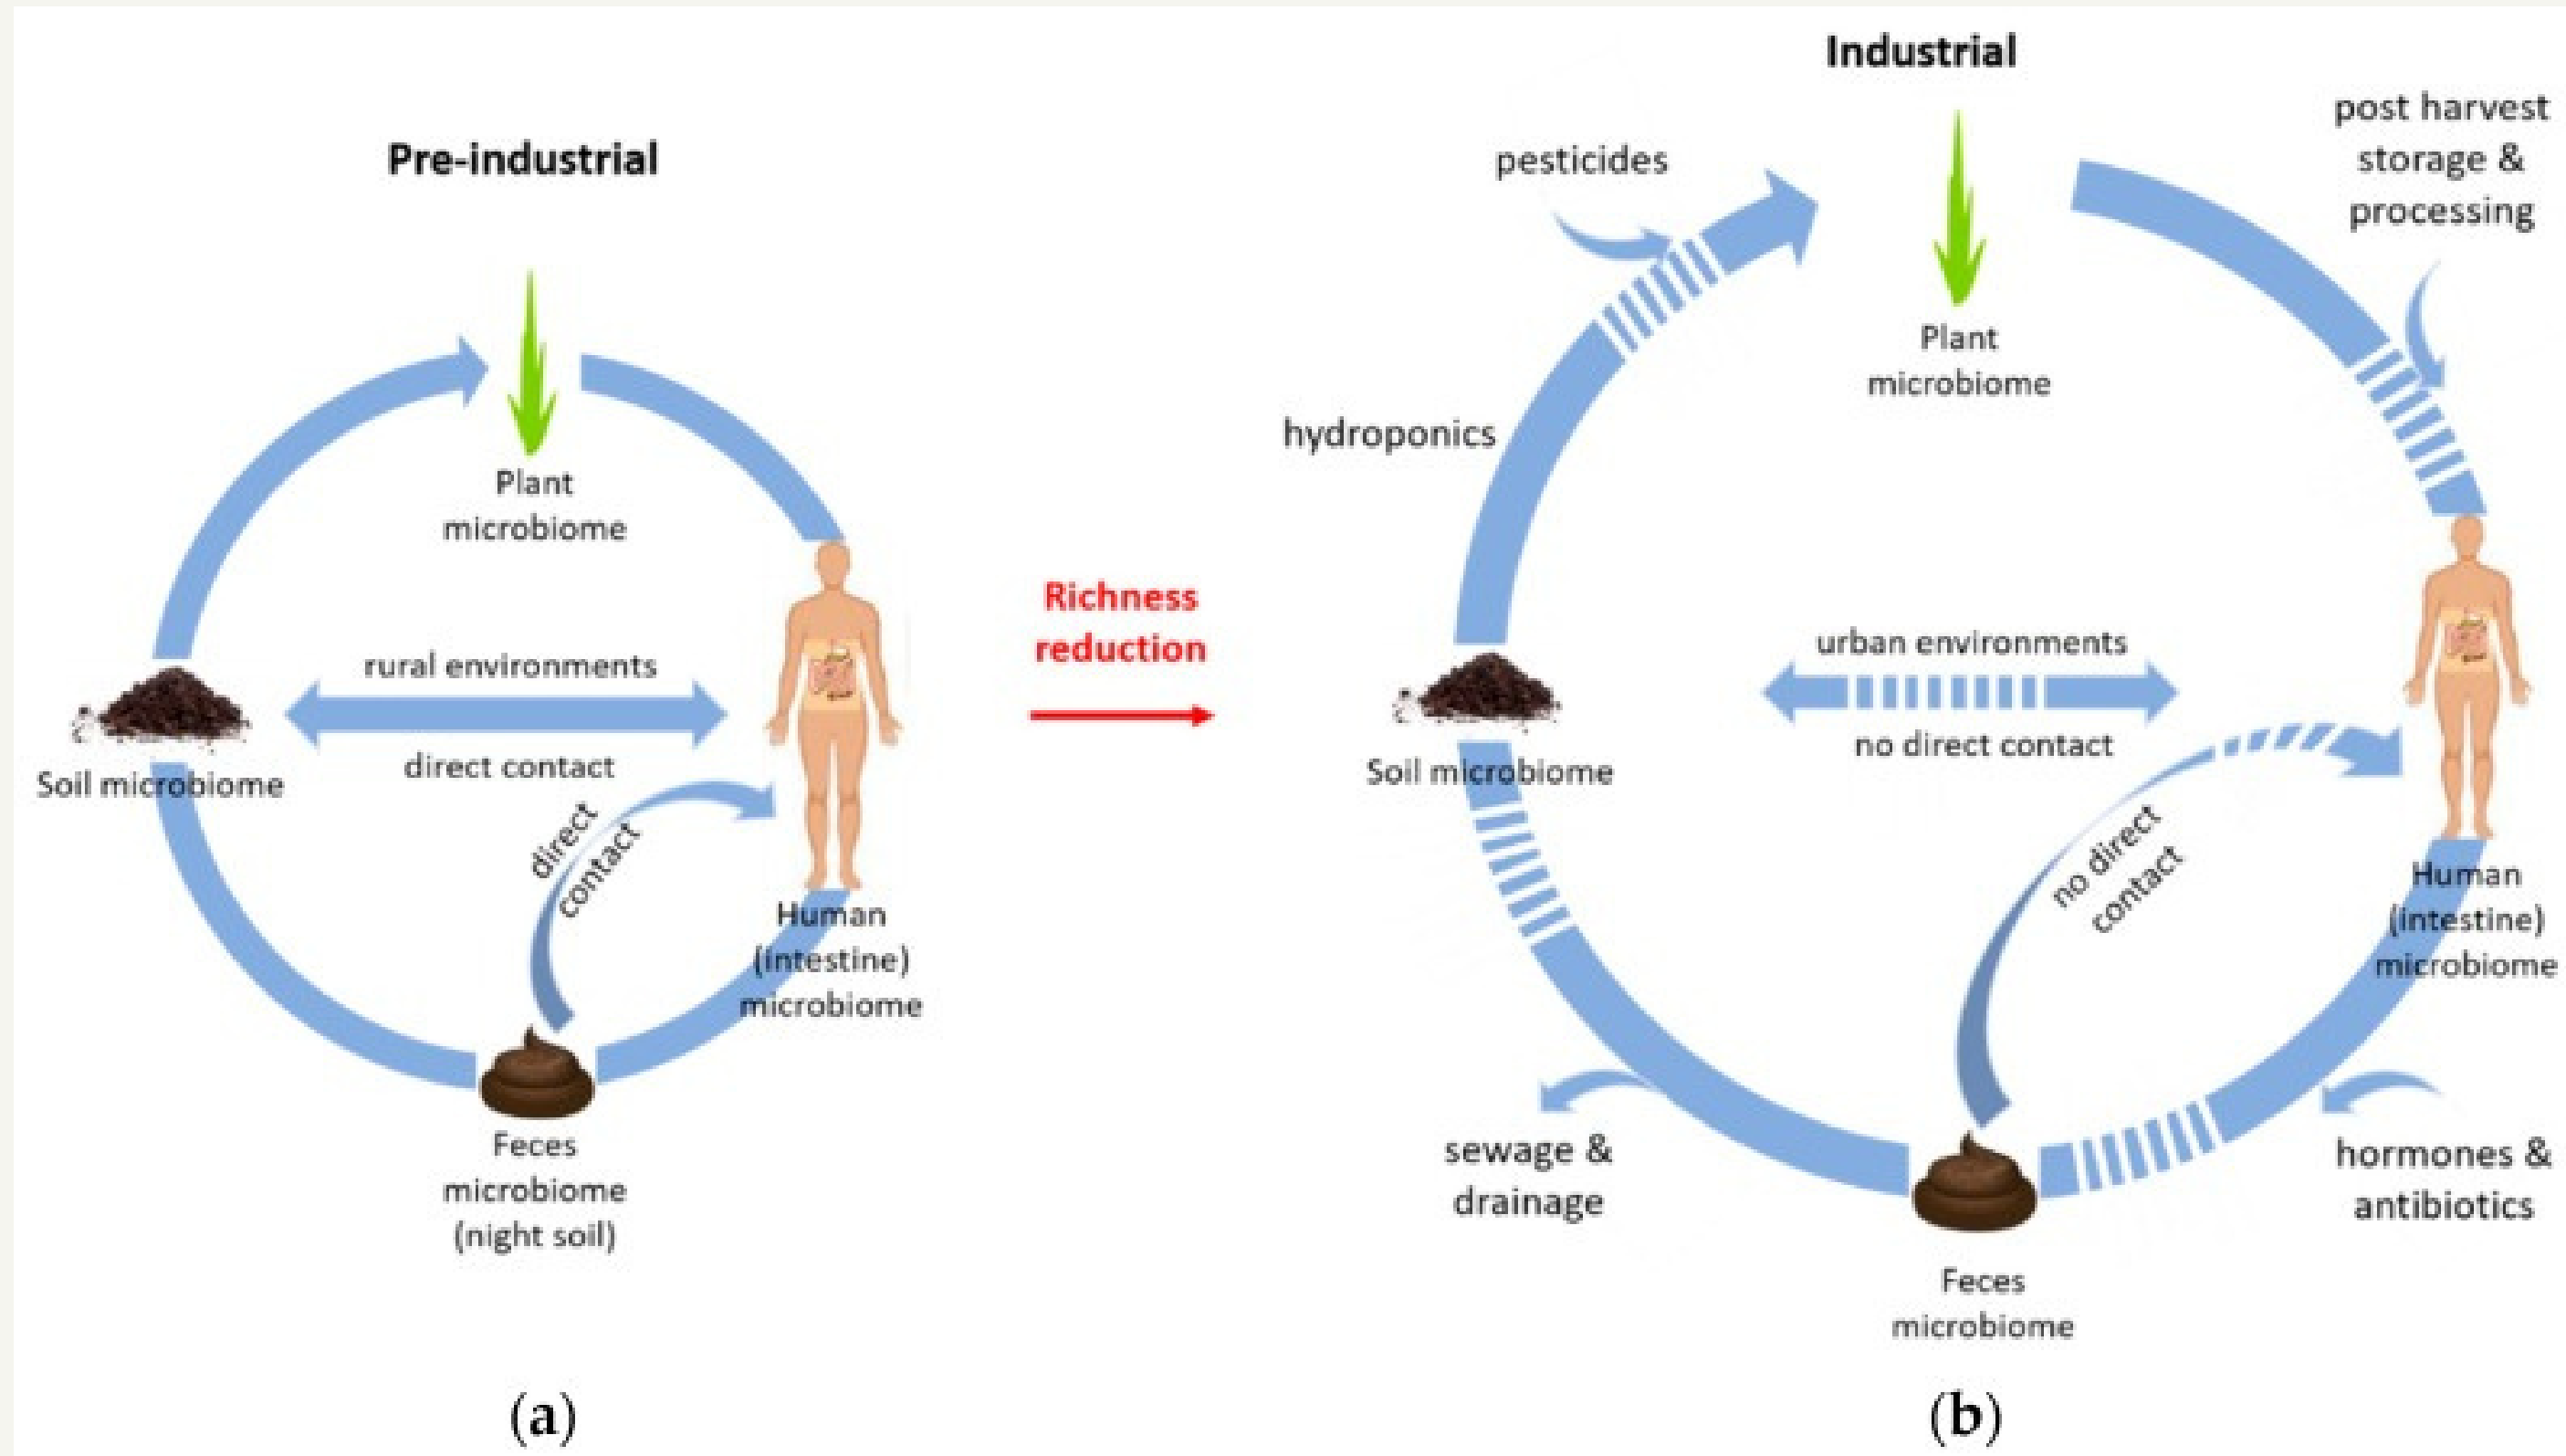 Pre-industrial
Plant
microbiome
rural environments
direct contact
Soil microbiome
direct
contact
Human
(intestine)
microbiome
Feces
microbiome
(night soil)
(a)
Richness
reduction
Industrial
pesticides
post harvest
storage &
processing
hydroponics
Plant
microbiome
urban environments
no direct contact
Soil microbiome
no direct
contact
Human
(intestine)
microbiome
sewage &
drainage
hormones &
antibiotics
Feces
microbiome
(b)